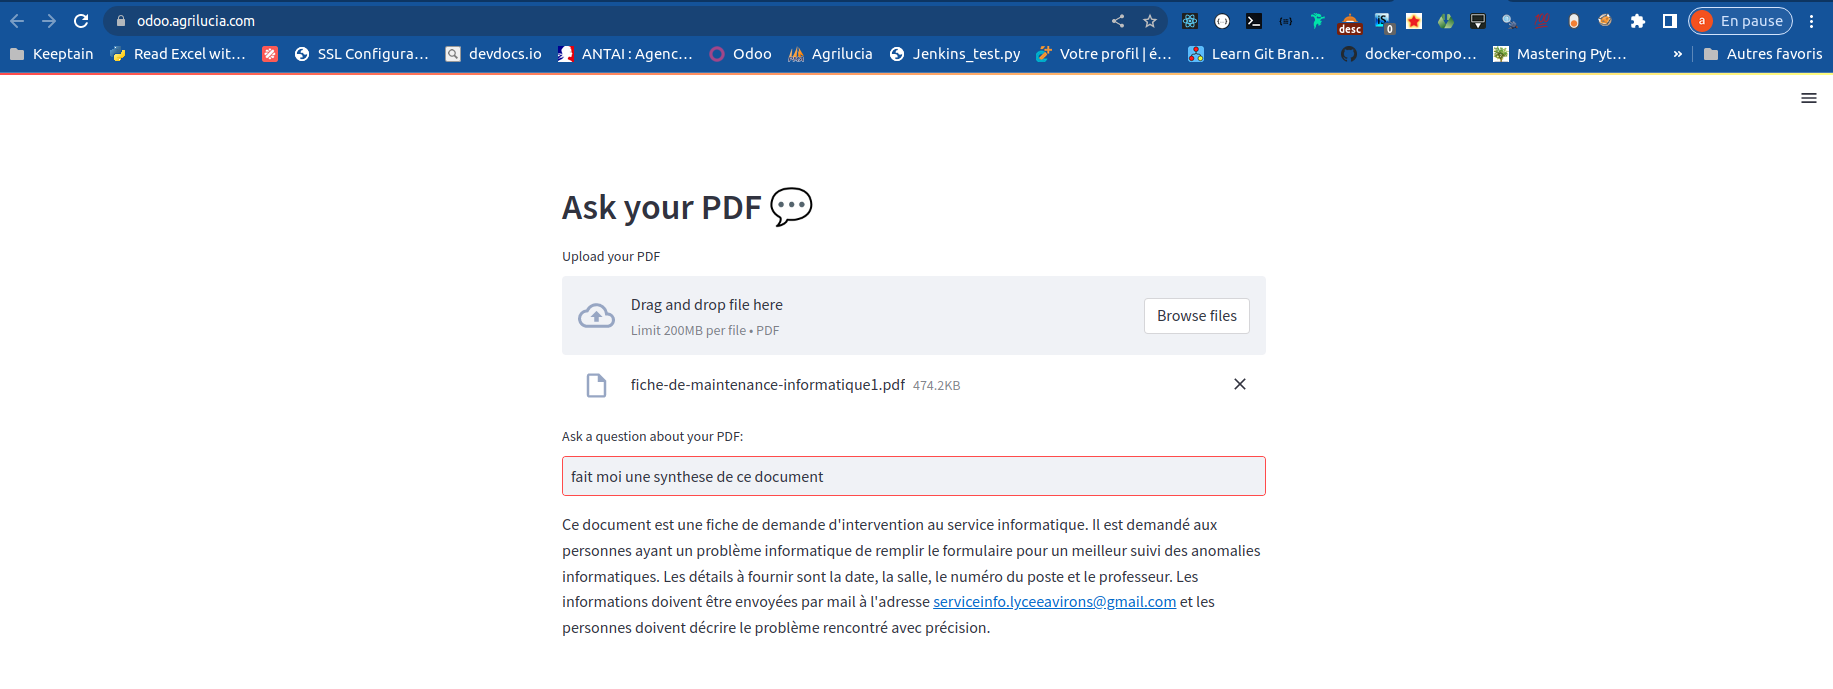 odoo.agrilucia.com
desc
0
a
En pause
Keeptain
Read Excel wit...
SSL Configura...
devdocs.io
ANTAI : Agenc...
Odoo
Agrilucia
Jenkins_test.py
Votre profil | é...
Learn Git Bran...
docker-compo...
Mastering Pyt...
»
Autres favoris
Ask your PDF 💬
Upload your PDF
Drag and drop file here
Limit 200MB per file • PDF
Browse files
fiche-de-maintenance-informatique1.pdf 474.2KB
Ask a question about your PDF:
fait moi une synthese de ce document
Ce document est une fiche de demande d'intervention au service informatique. Il est demandé aux
personnes ayant un problème informatique de remplir le formulaire pour un meilleur suivi des anomalies
informatiques. Les détails à fournir sont la date, la salle, le numéro du poste et le professeur. Les
informations doivent être envoyées par mail à l'adresse serviceinfo.lyceeavirons@gmail.com et les
personnes doivent décrire le problème rencontré avec précision.